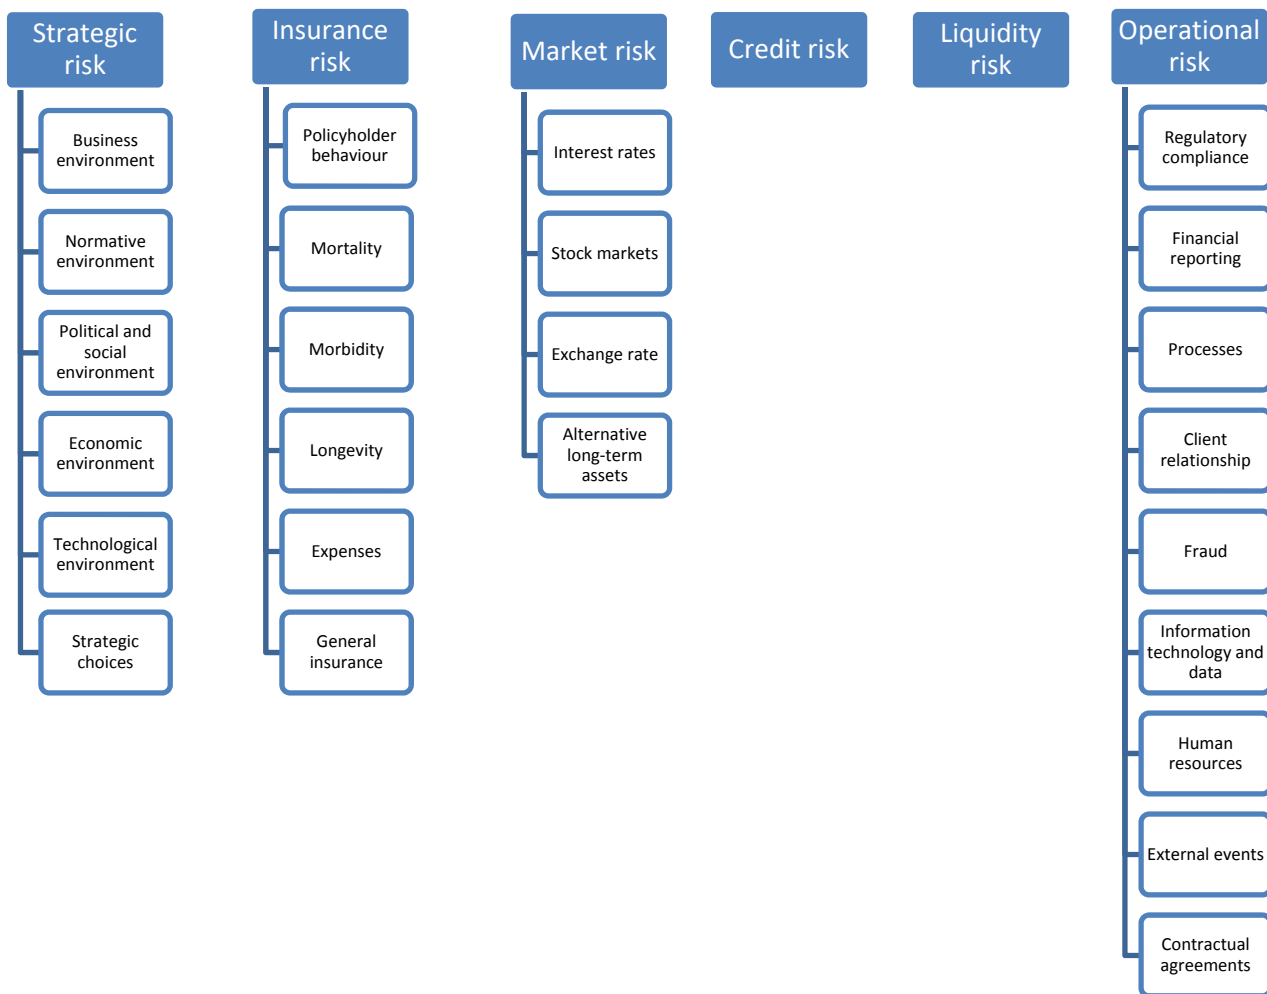 Strategic
risk
Business
environment
Normative
environment
Political and
social
environment
Economic
environment
Technological
environment
Strategic
choices
Insurance
risk
Policyholder
behaviour
Mortality
Morbidity
Longevity
Expenses
General
insurance
Market risk
Interest rates
Stock markets
Exchange rate
Alternative
long-term
assets
Credit risk
Liquidity
risk
Operational
risk
Regulatory
compliance
Financial
reporting
Processes
Client
relationship
Fraud
Information
technology and
data
Human
resources
External events
Contractual
agreements